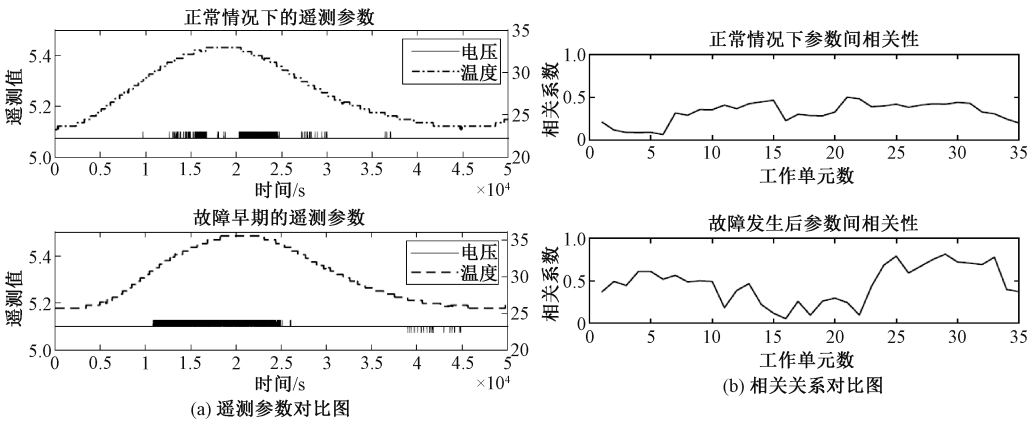 正常情况下的遥测参数
遥测值
5.4
5.2
5.0
35
33
25
22
20
电压
温度
0 0.5 1 1.5 2 2.5 3 3.5 4 4.5 5.0
时间/s
×10⁴
故障早期的遥测参数
遥测值
5.4
5.2
5.0
35
30
25
22
20
电压
温度
0 0.5 1 1.5 2 2.5 3 3.5 4 4.5 5.0
时间/s
×10⁴
(a) 遥测参数对比图
正常情况下参数间相关性
相关系数
1.0
0.5
0
0 5 10 15 20 25 30 35
工作单元数
故障发生后参数间相关性
相关系数
1.0
0.5
0
0 5 10 15 20 25 30 35
工作单元数
(b) 相关关系对比图